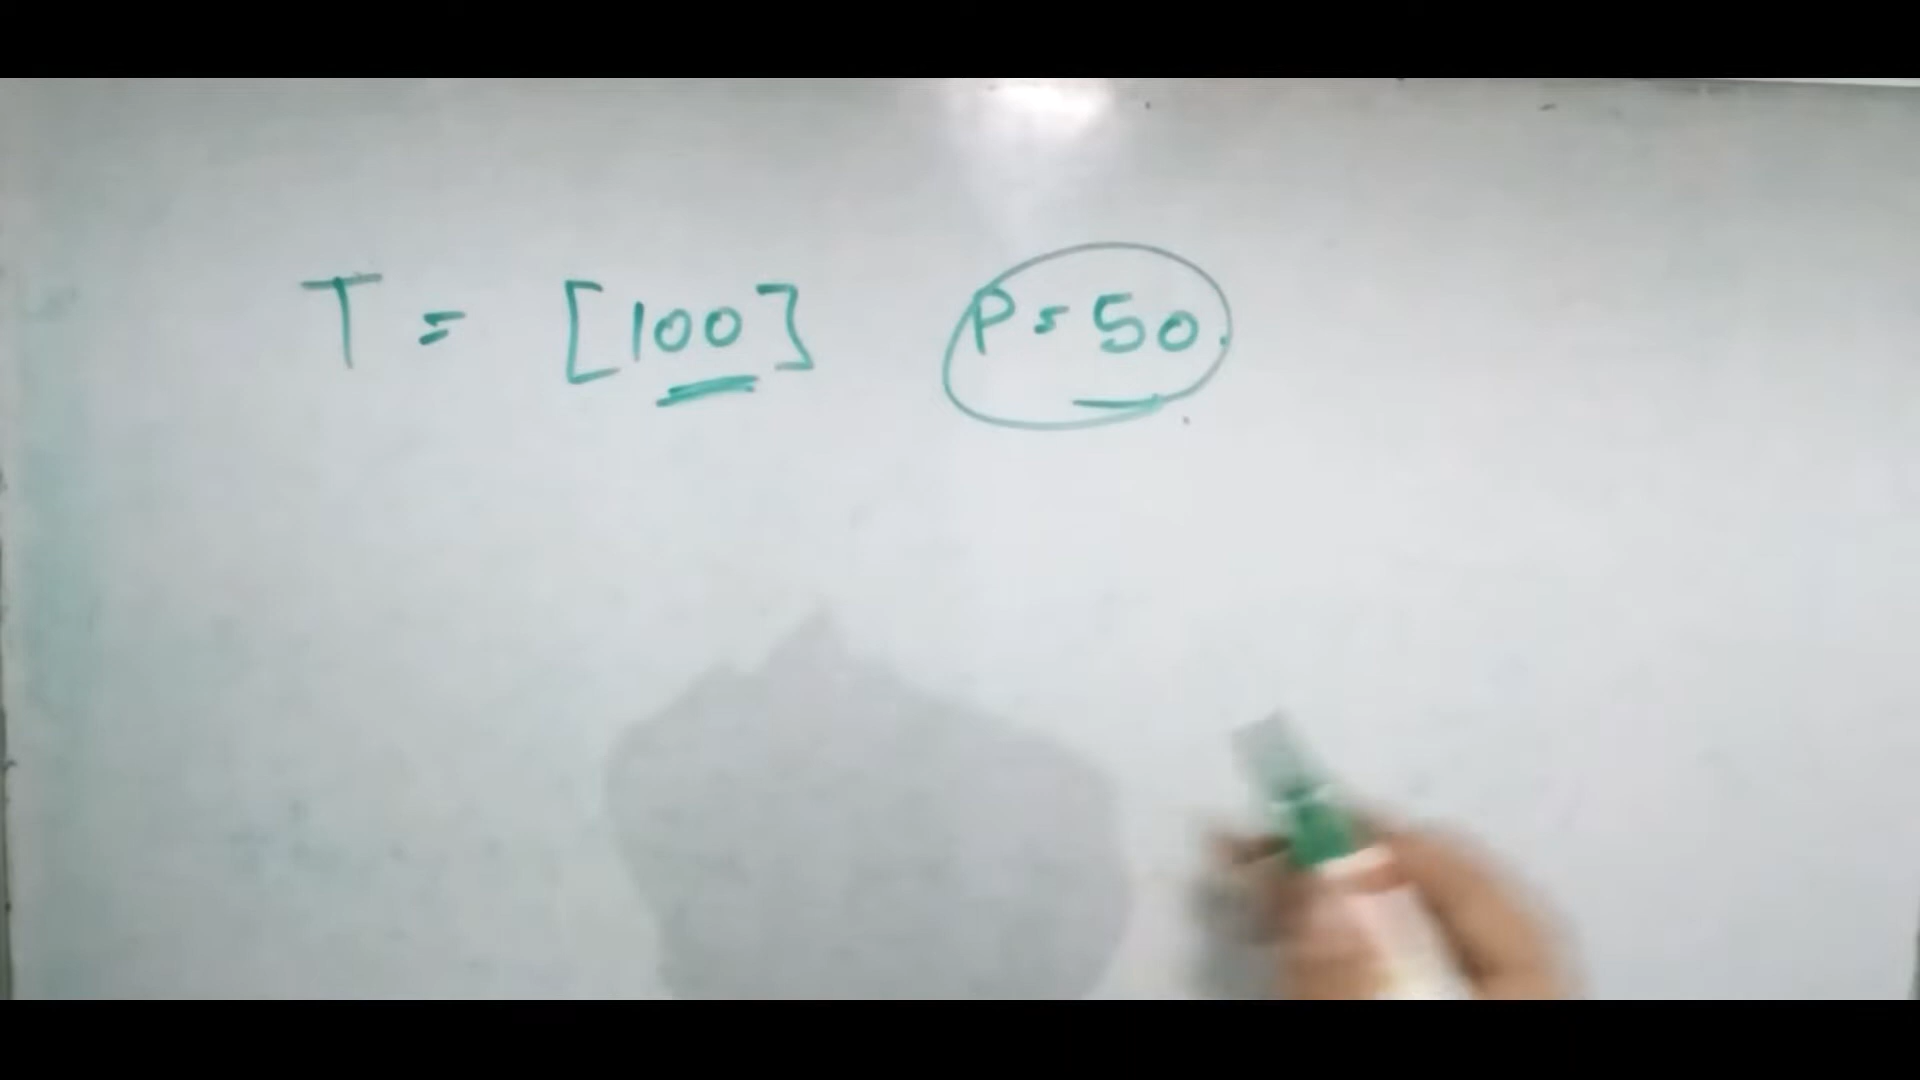 T = [100] P = 50.